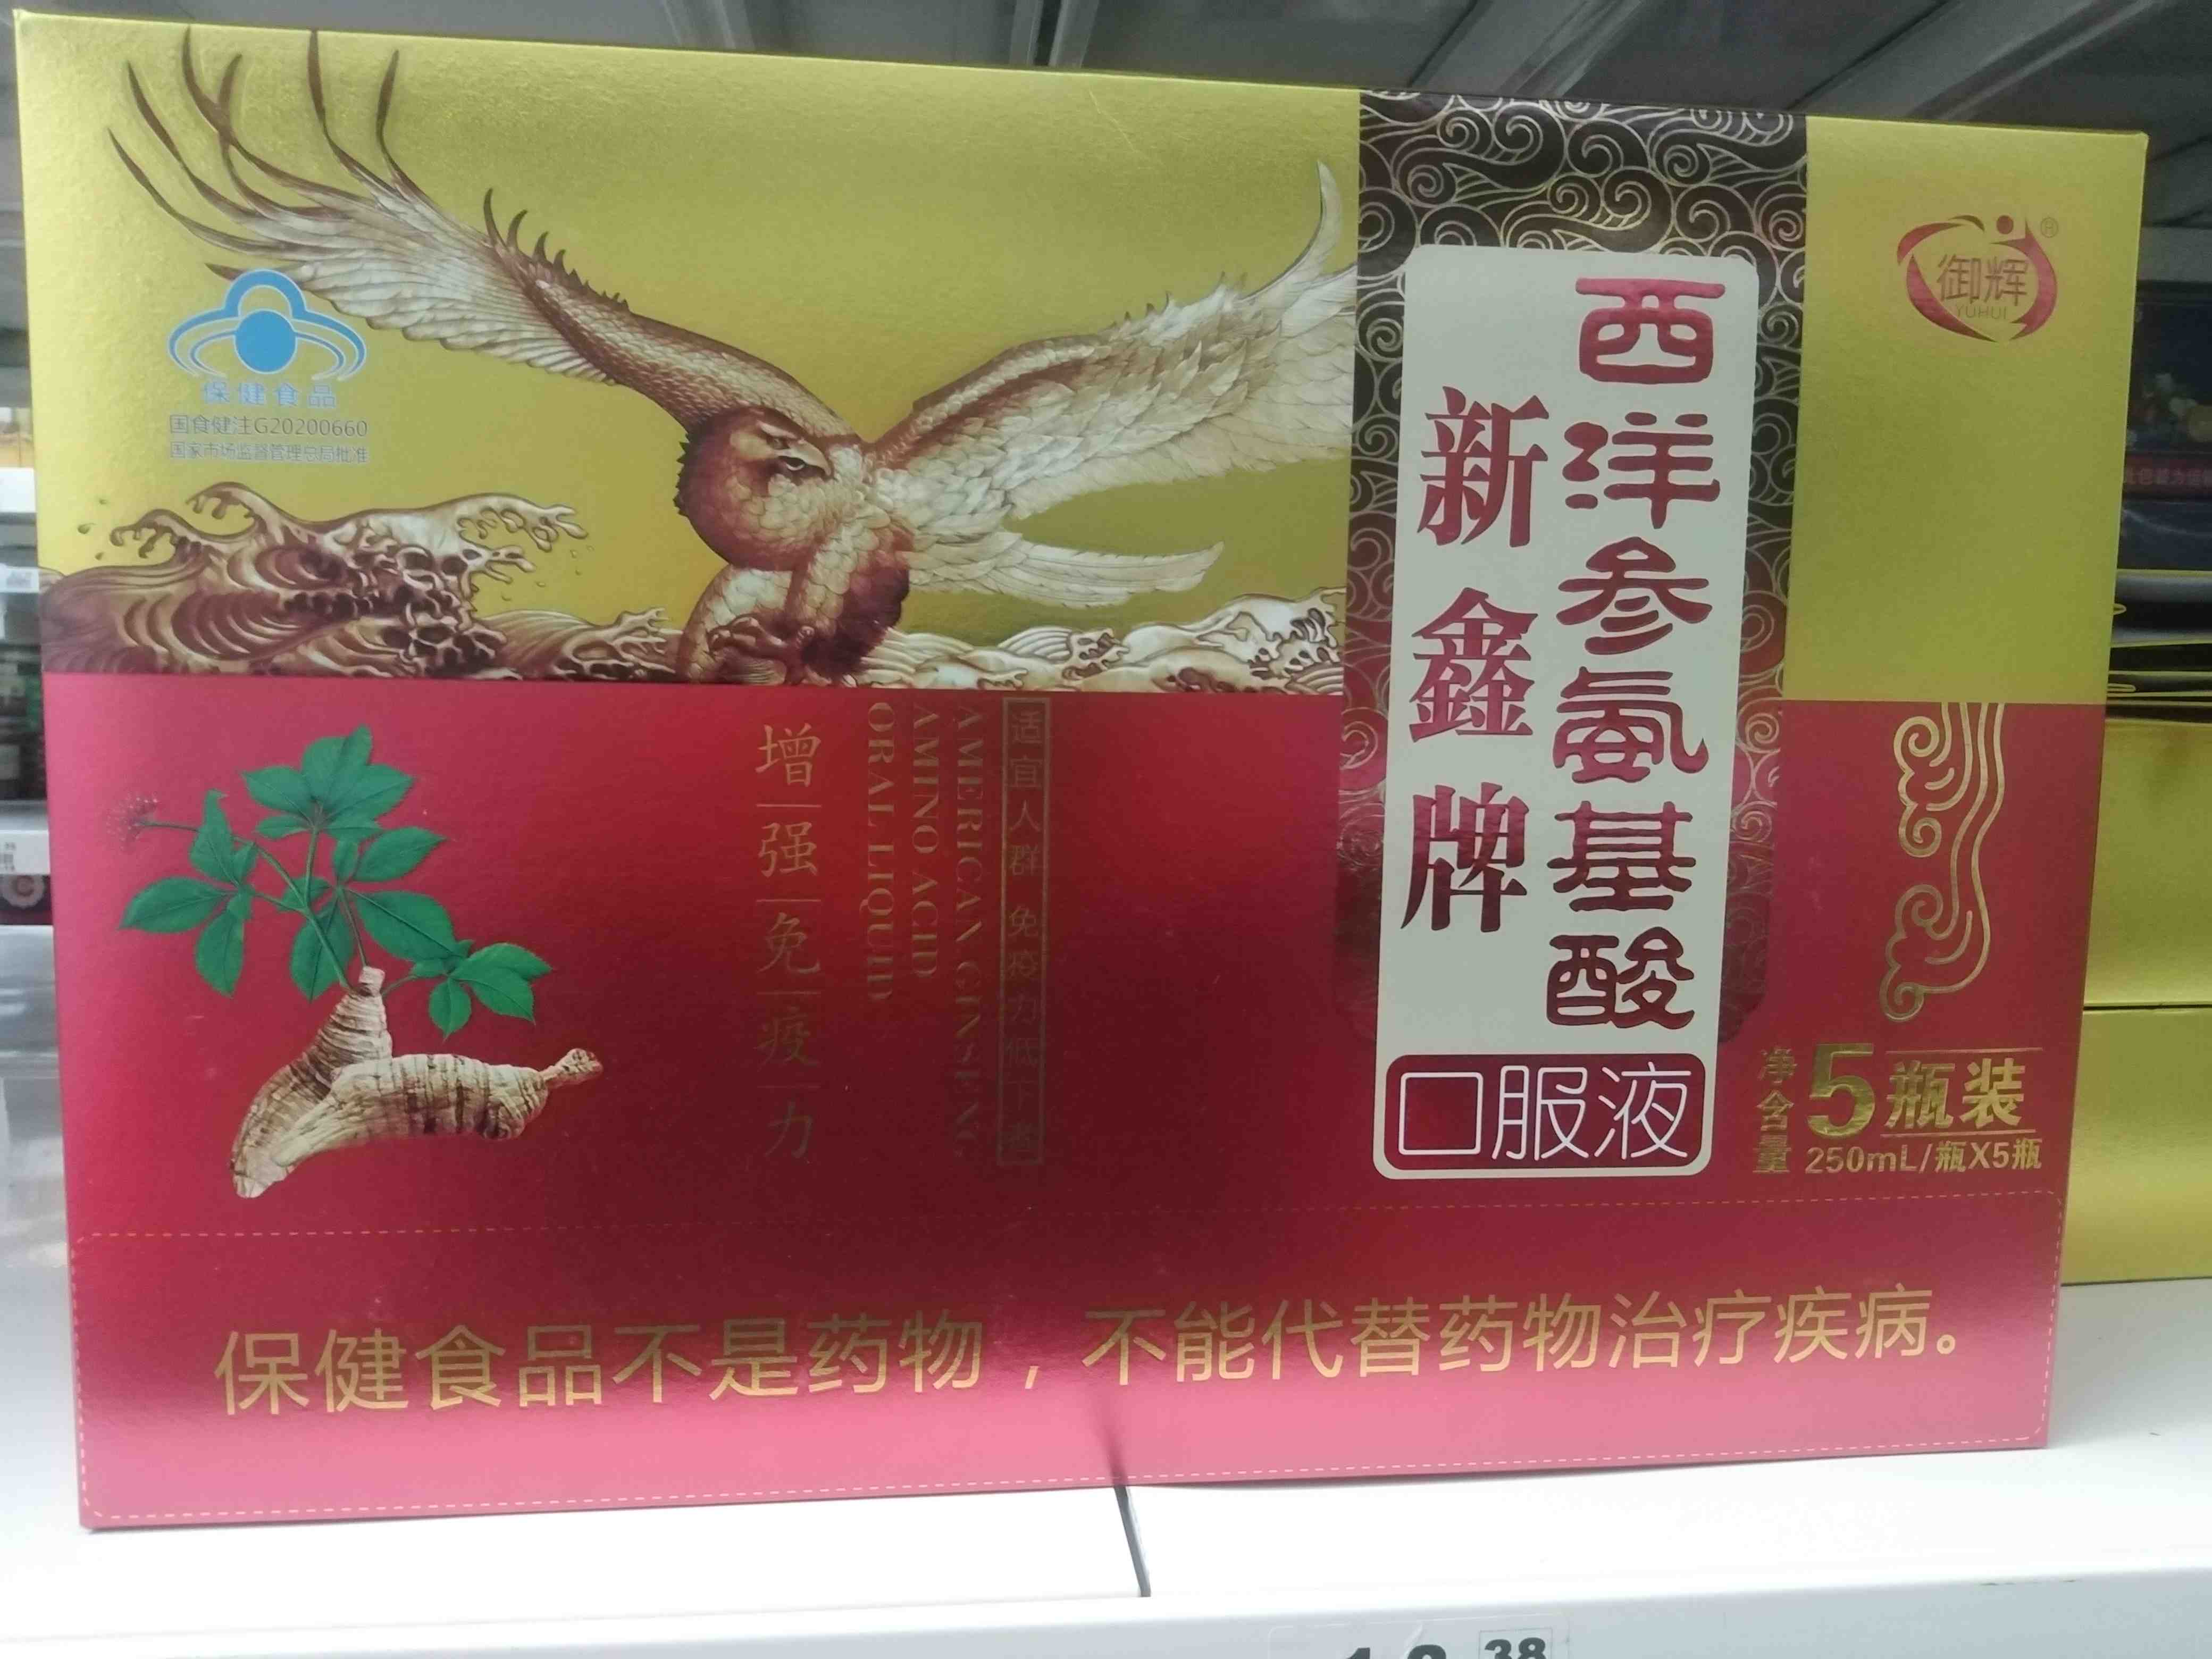 保健食品
国食健注G20200660
国家市场监督管理总局批准
御辉
YUHUI
®
西洋参氨基酸
新鑫牌
口服液
适宜人群 免疫力低下者
AMERICAN GINSENG
AMINO ACID
ORAL LIQUID
增强免疫力
净含量
5瓶装
250mL/瓶X5瓶
保健食品不是药物，不能代替药物治疗疾病。
38